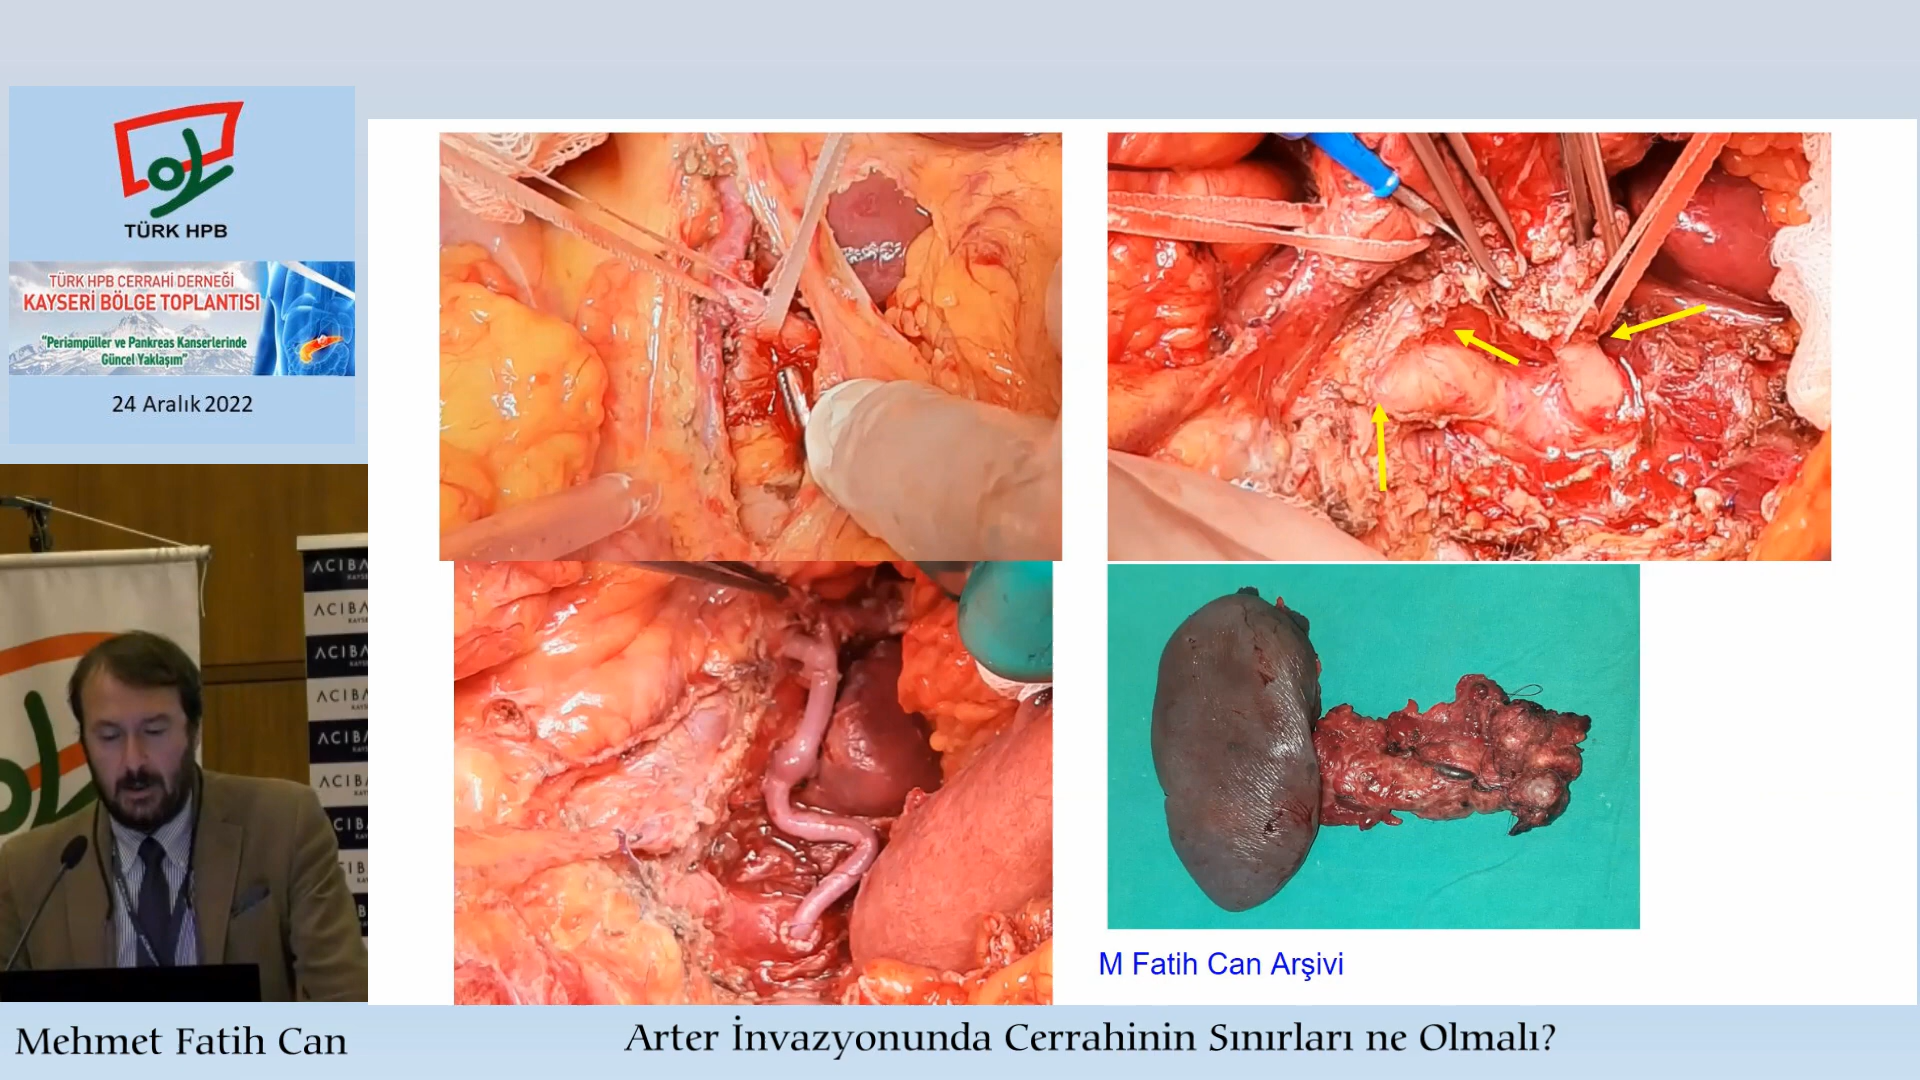 TÜRK HPB
TÜRK HPB CERRAHİ DERNEĞİ
KAYSERİ BÖLGE TOPLANTISI
"Periampüller ve Pankreas Kanserlerinde
Güncel Yaklaşım"
24 Aralık 2022
M Fatih Can Arşivi
Mehmet Fatih Can
Arter İnvazyonunda Cerrahinin Sınırları ne Olmalı?